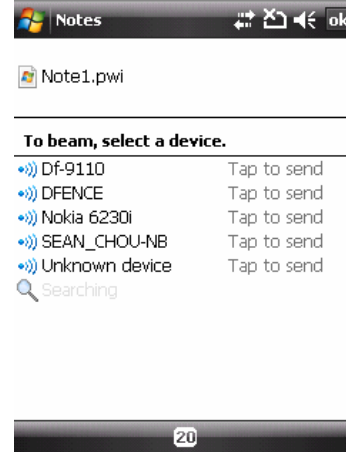 Notes ok
Note1.pwi
To beam, select a device.
Df-9110 Tap to send
DFENCE Tap to send
Nokia 6230i Tap to send
SEAN_CHOU-NB Tap to send
Unknown device Tap to send
Searching
20